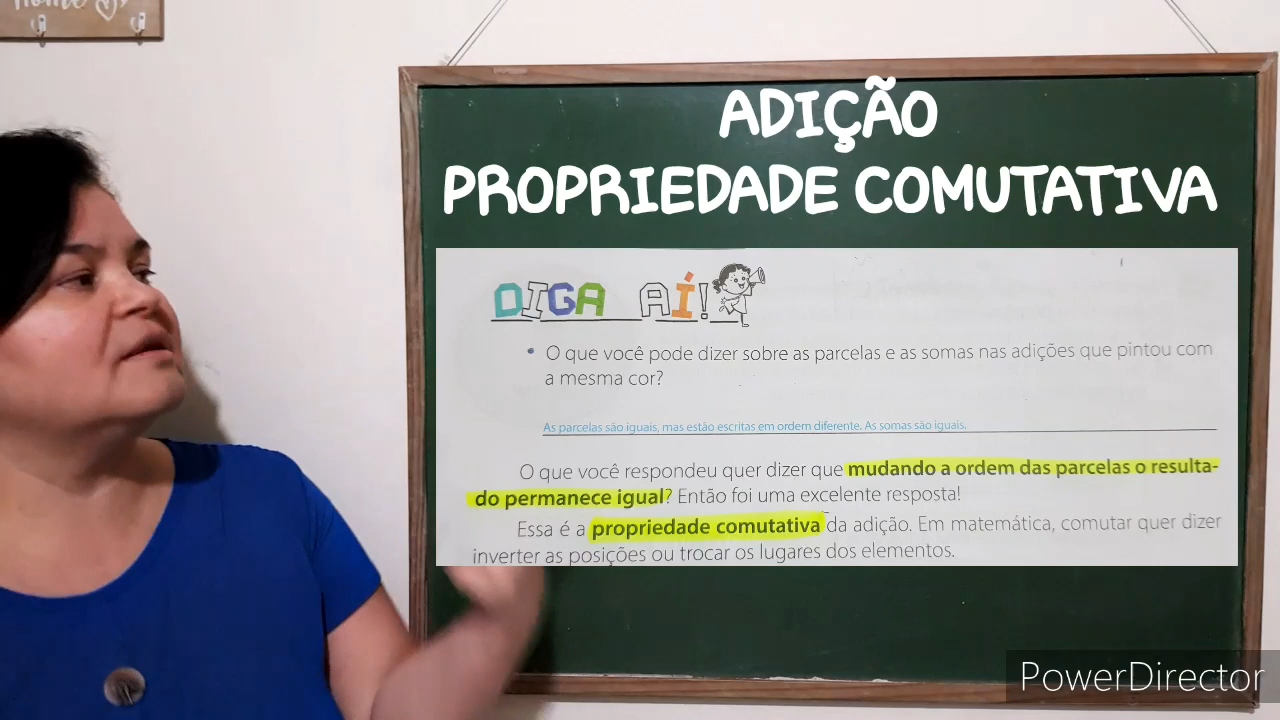 home
ADIÇÃO
PROPRIEDADE COMUTATIVA
DIGA AÍ!
• O que você pode dizer sobre as parcelas e as somas nas adições que pintou com
a mesma cor?
As parcelas são iguais, mas estão escritas em ordem diferente. As somas são iguais.
O que você respondeu quer dizer que mudando a ordem das parcelas o resulta-
do permanece igual? Então foi uma excelente resposta!
Essa é a propriedade comutativa da adição. Em matemática, comutar quer dizer
inverter as posições ou trocar os lugares dos elementos.
PowerDirector